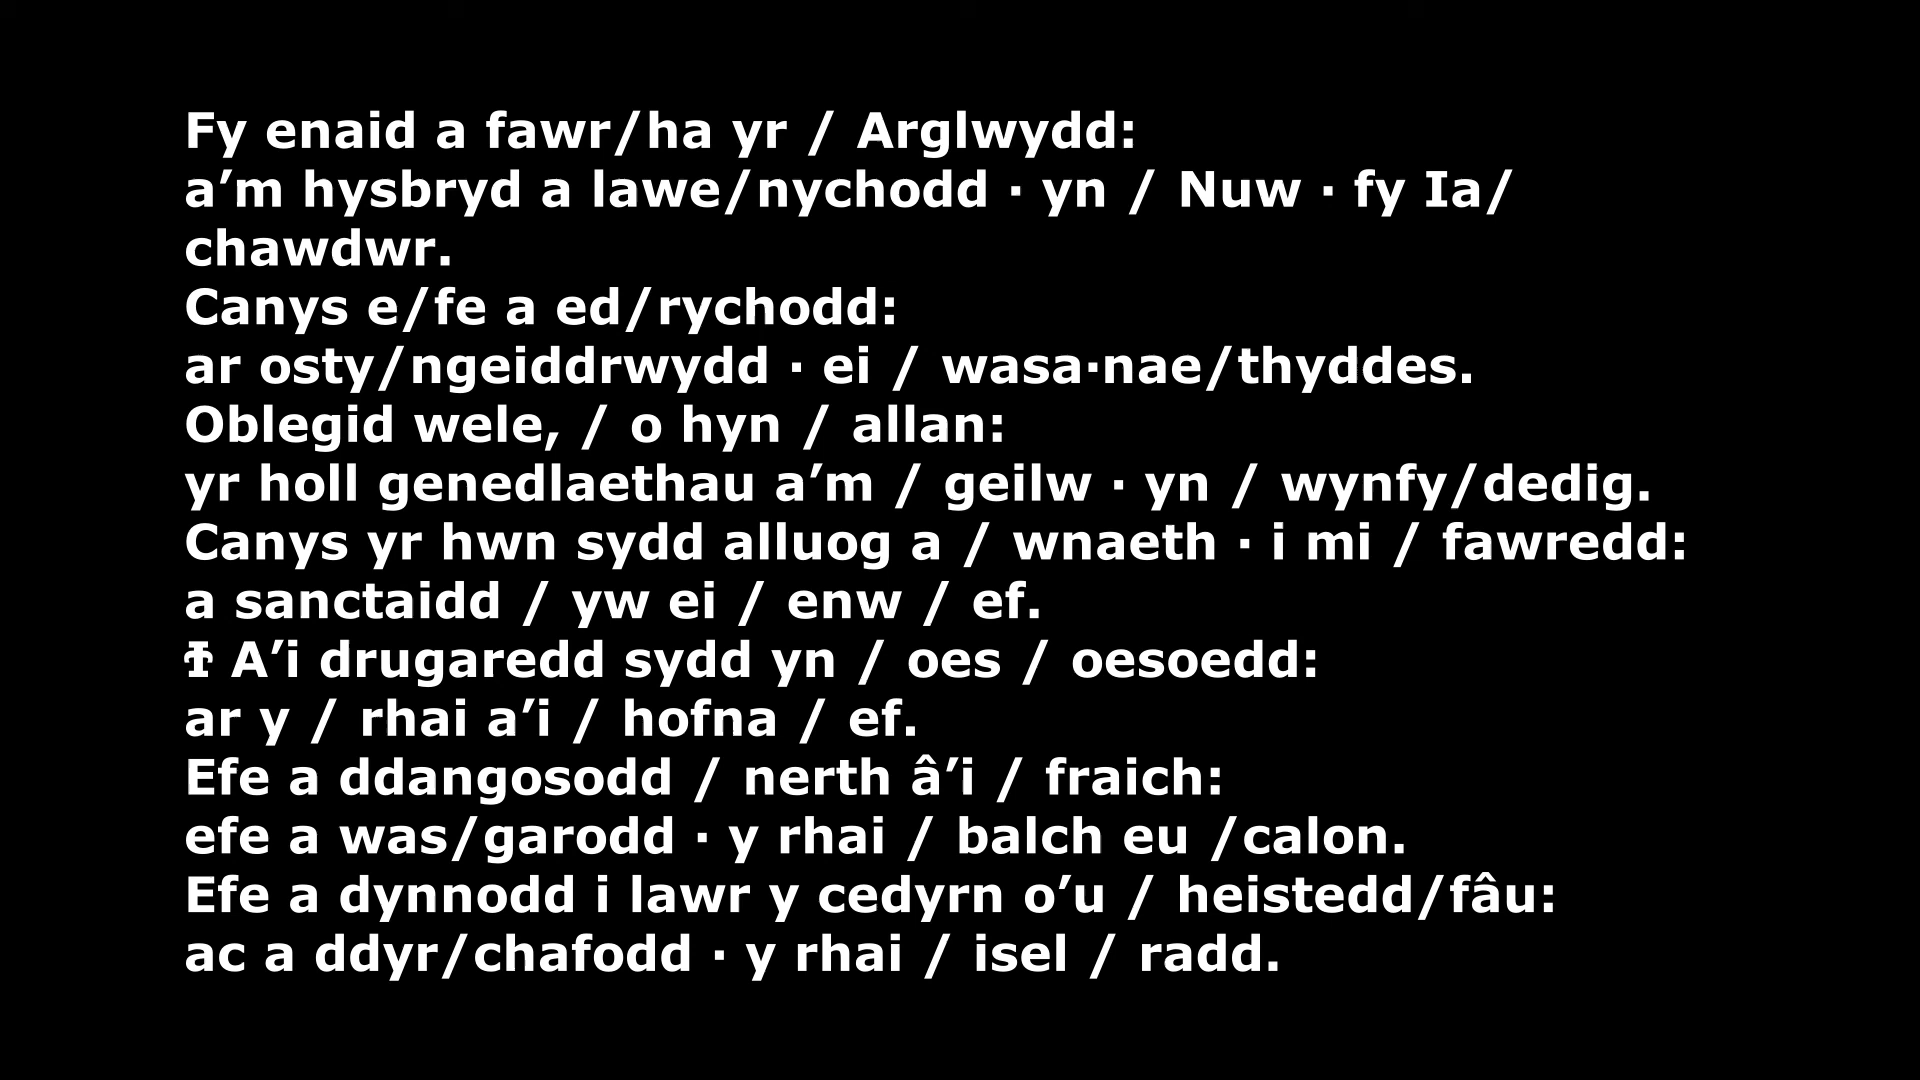 Fy enaid a fawr/ha yr / Arglwydd:
a’m hysbryd a lawe/nychodd · yn / Nuw · fy Ia/
chawdwr.
Canys e/fe a ed/rychodd:
ar osty/ngeiddrwydd · ei / wasa·nae/thyddes.
Oblegid wele, / o hyn / allan:
yr holl genedlaethau a’m / geilw · yn / wynfy/dedig.
Canys yr hwn sydd alluog a / wnaeth · i mi / fawredd:
a sanctaidd / yw ei / enw / ef.
A’i drugaredd sydd yn / oes / oesoedd:
ar y / rhai a’i / hofna / ef.
Efe a ddangosodd / nerth â’i / fraich:
efe a was/garodd · y rhai / balch eu /calon.
Efe a dynnodd i lawr y cedyrn o’u / heistedd/fâu:
ac a ddyr/chafodd · y rhai / isel / radd.